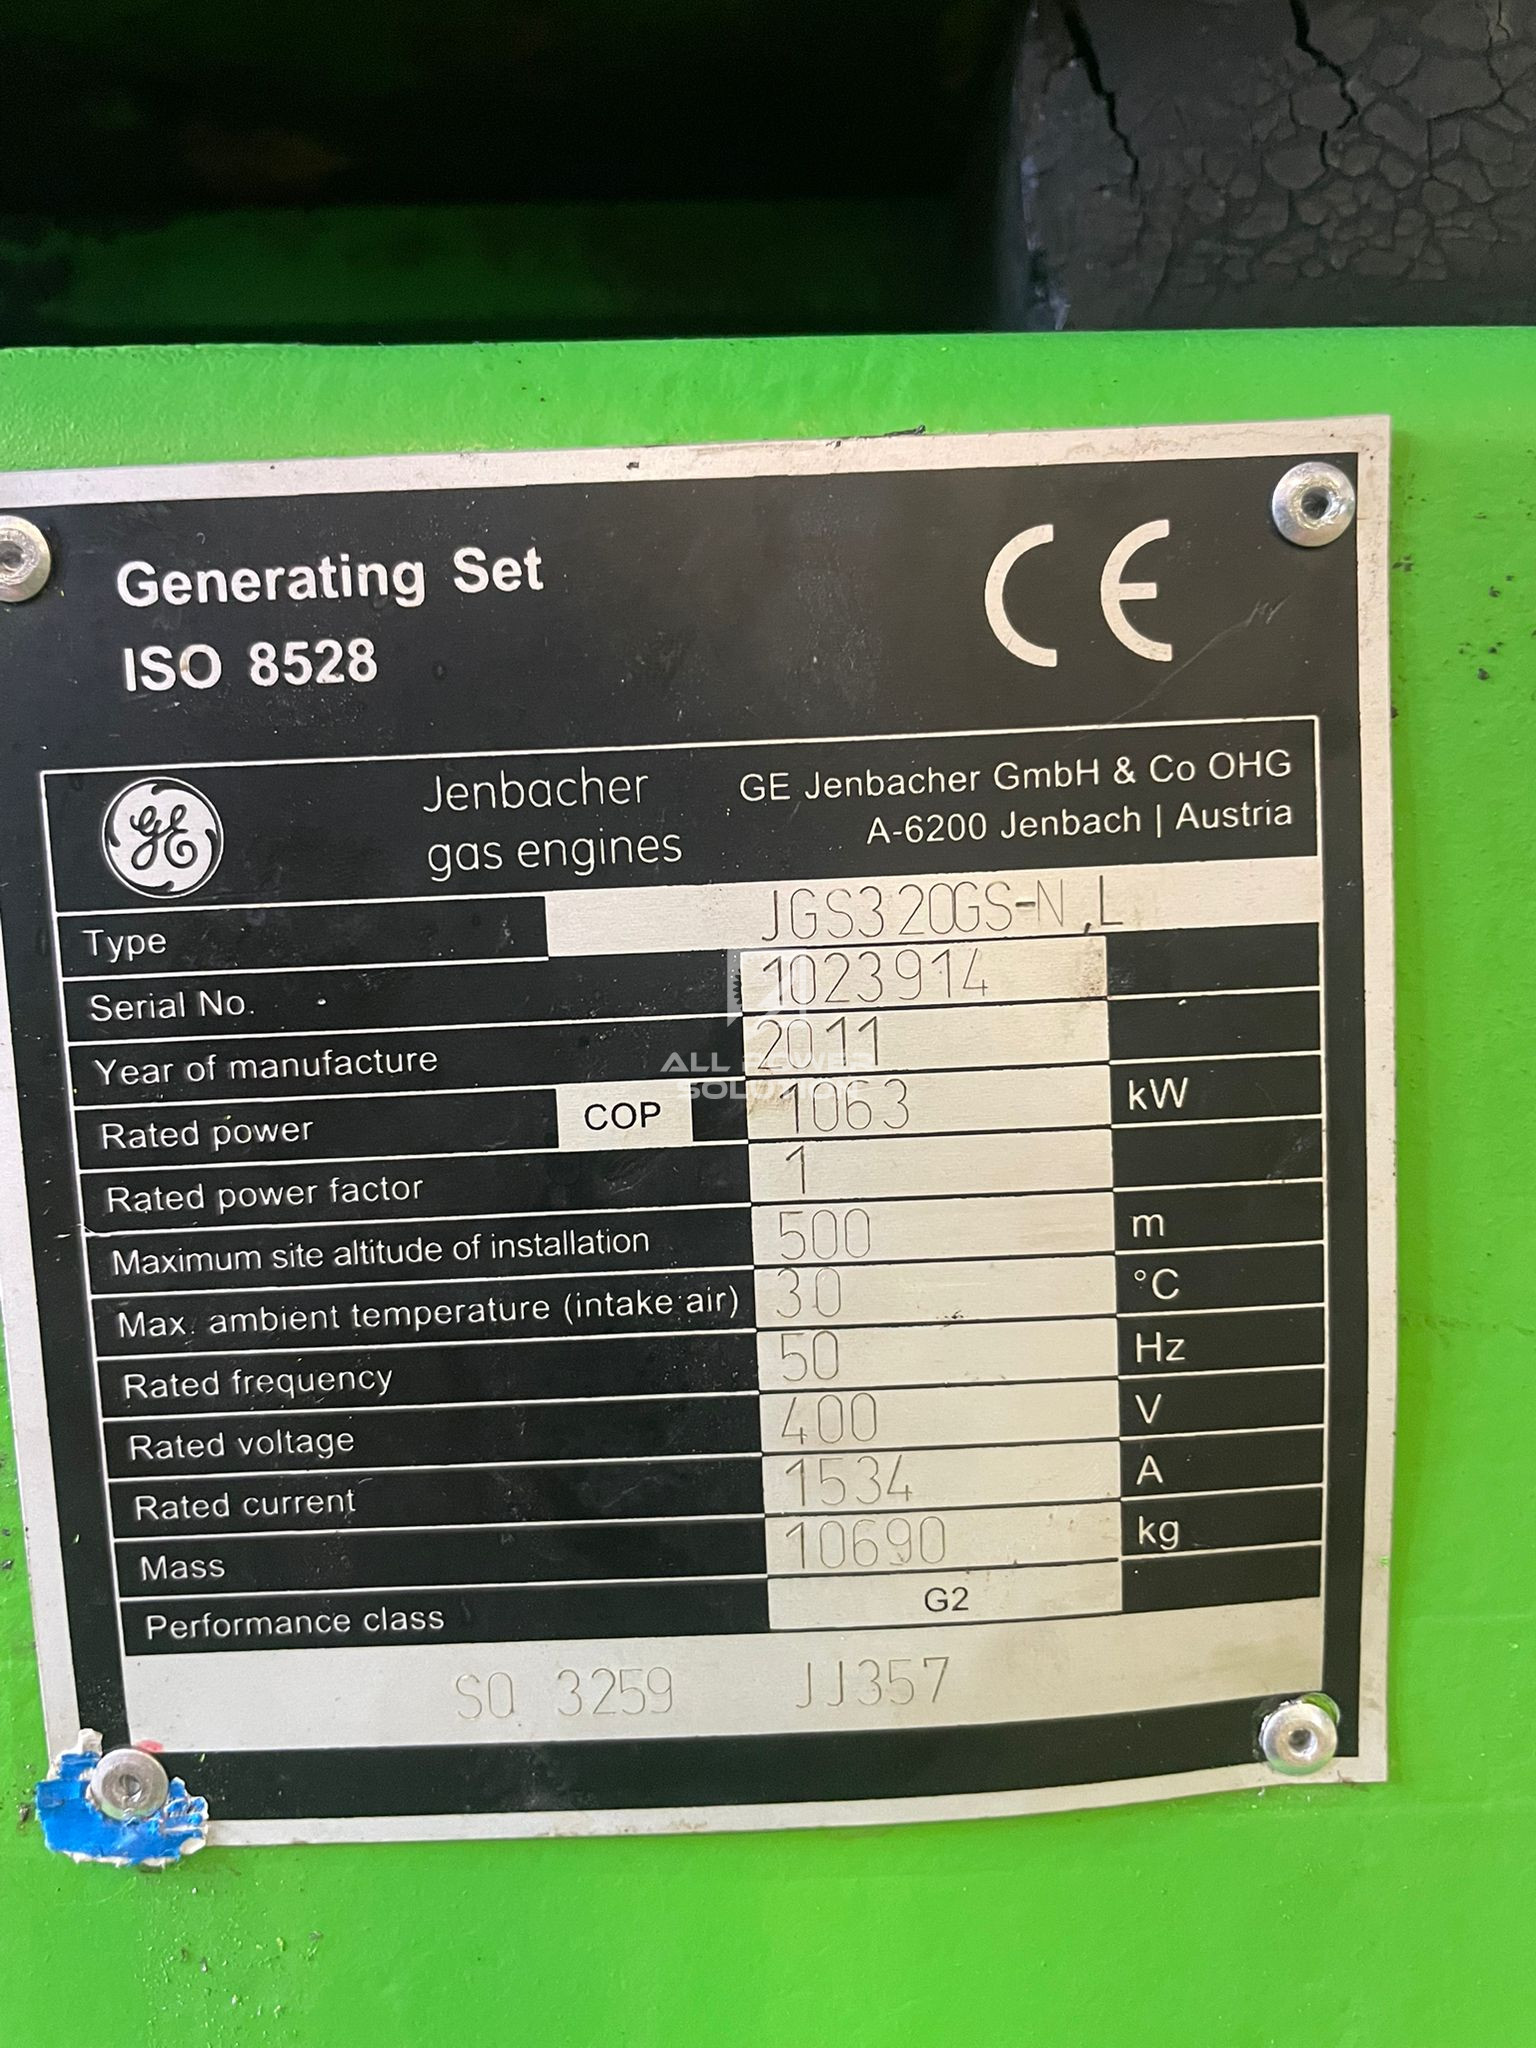 Generating Set
ISO 8528
CE
GE
Jenbacher
gas engines
GE Jenbacher GmbH & Co OHG
A-6200 Jenbach | Austria
Type JGS320GS-N,L
Serial No. 1023914
Year of manufacture 2011
Rated power COP 1063 kW
Rated power factor 1
Maximum site altitude of installation 500 m
Max. ambient temperature (intake air) 30 °C
Rated frequency 50 Hz
Rated voltage 400 V
Rated current 1534 A
Mass 10690 kg
Performance class G2
SO 3259 JJ357
ALL POWER
SOLUTION